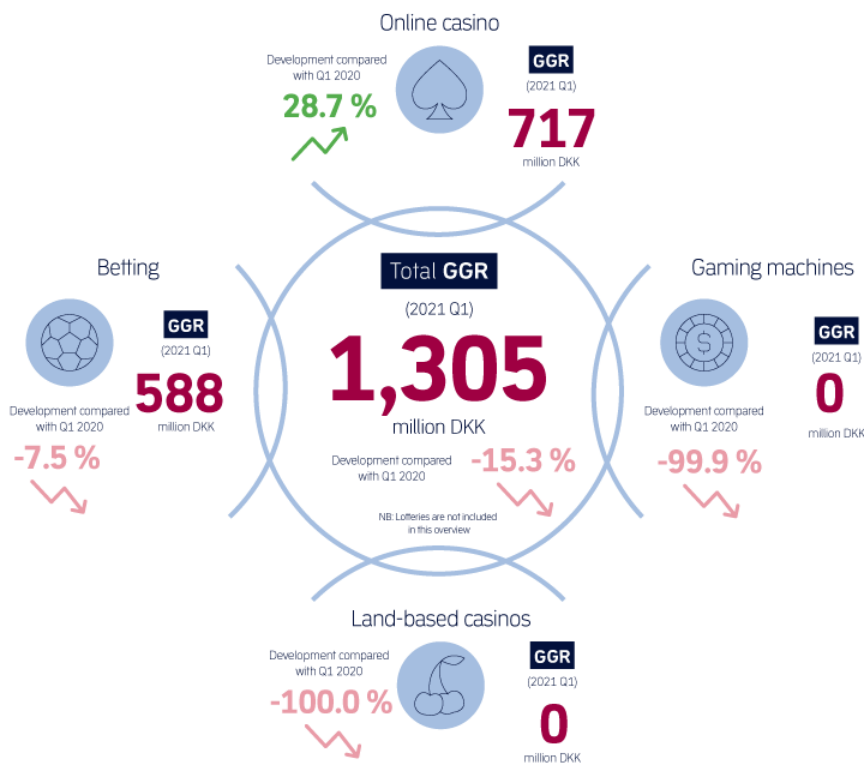 Online casino
Development compared
with Q1 2020
28.7 %
GGR
(2021 Q1)
717
million DKK
Betting
GGR
(2021 Q1)
588
million DKK
Development compared
with Q1 2020
-7.5 %
Total GGR
(2021 Q1)
1,305
million DKK
Development compared
with Q1 2020
-15.3 %
NB: Lotteries are not included
in this overview
Gaming machines
$
GGR
(2021 Q1)
0
million DKK
Development compared
with Q1 2020
-99.9 %
Land-based casinos
Development compared
with Q1 2020
-100.0 %
GGR
(2021 Q1)
0
million DKK